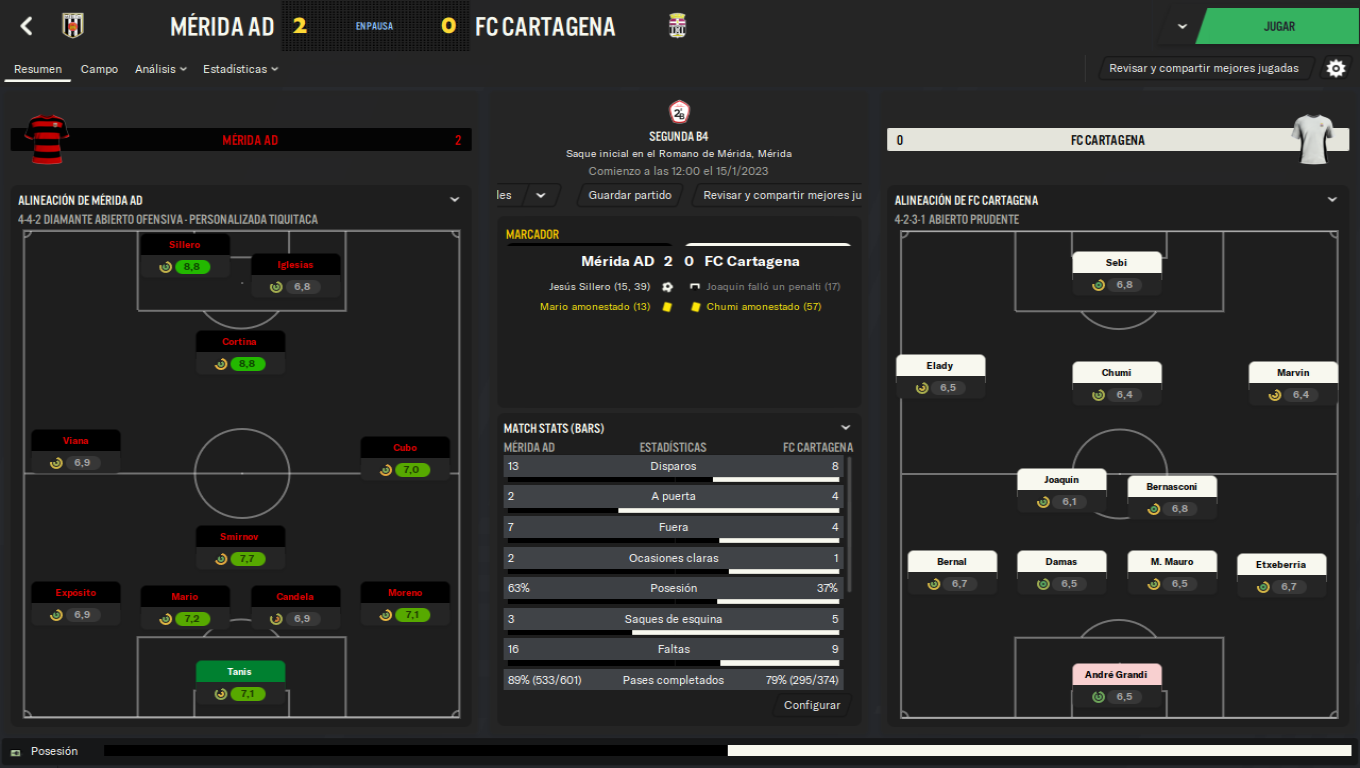 MÉRIDA AD 2 EN PAUSA 0 FC CARTAGENA
JUGAR
Resumen Campo Análisis Estadísticas
Revisar y compartir mejores jugadas
MÉRIDA AD 2
2ªB
SEGUNDA B4
Saque inicial en el Romano de Mérida, Mérida
Comienzo a las 12:00 el 15/1/2023
les Guardar partido Revisar y compartir mejores ju
0 FC CARTAGENA
ALINEACIÓN DE MÉRIDA AD
4-4-2 DIAMANTE ABIERTO OFENSIVA - PERSONALIZADA TIQUITACA
Sillero
8,8
Iglesias
6,8
Cortina
8,8
Viana
6,9
Cubo
7,0
Smirnov
7,7
Expósito
6,9
Mario
7,2
Candela
6,9
Moreno
7,1
Tanis
7,1
MARCADOR
Mérida AD 2 0 FC Cartagena
Jesús Sillero (15, 39) Joaquín falló un penalti (17)
Mario amonestado (13) Chumi amonestado (57)
MATCH STATS (BARS)
MÉRIDA AD ESTADÍSTICAS FC CARTAGENA
13 Disparos 8
2 A puerta 4
7 Fuera 4
2 Ocasiones claras 1
63% Posesión 37%
3 Saques de esquina 5
16 Faltas 9
89% (533/601) Pases completados 79% (295/374)
Configurar
ALINEACIÓN DE FC CARTAGENA
4-2-3-1 ABIERTO PRUDENTE
Sebi
6,8
Elady
6,5
Chumi
6,4
Marvin
6,4
Joaquín
6,1
Bernasconi
6,8
Bernal
6,7
Damas
6,5
M. Mauro
6,5
Etxeberria
6,7
André Grandi
6,5
Posesión